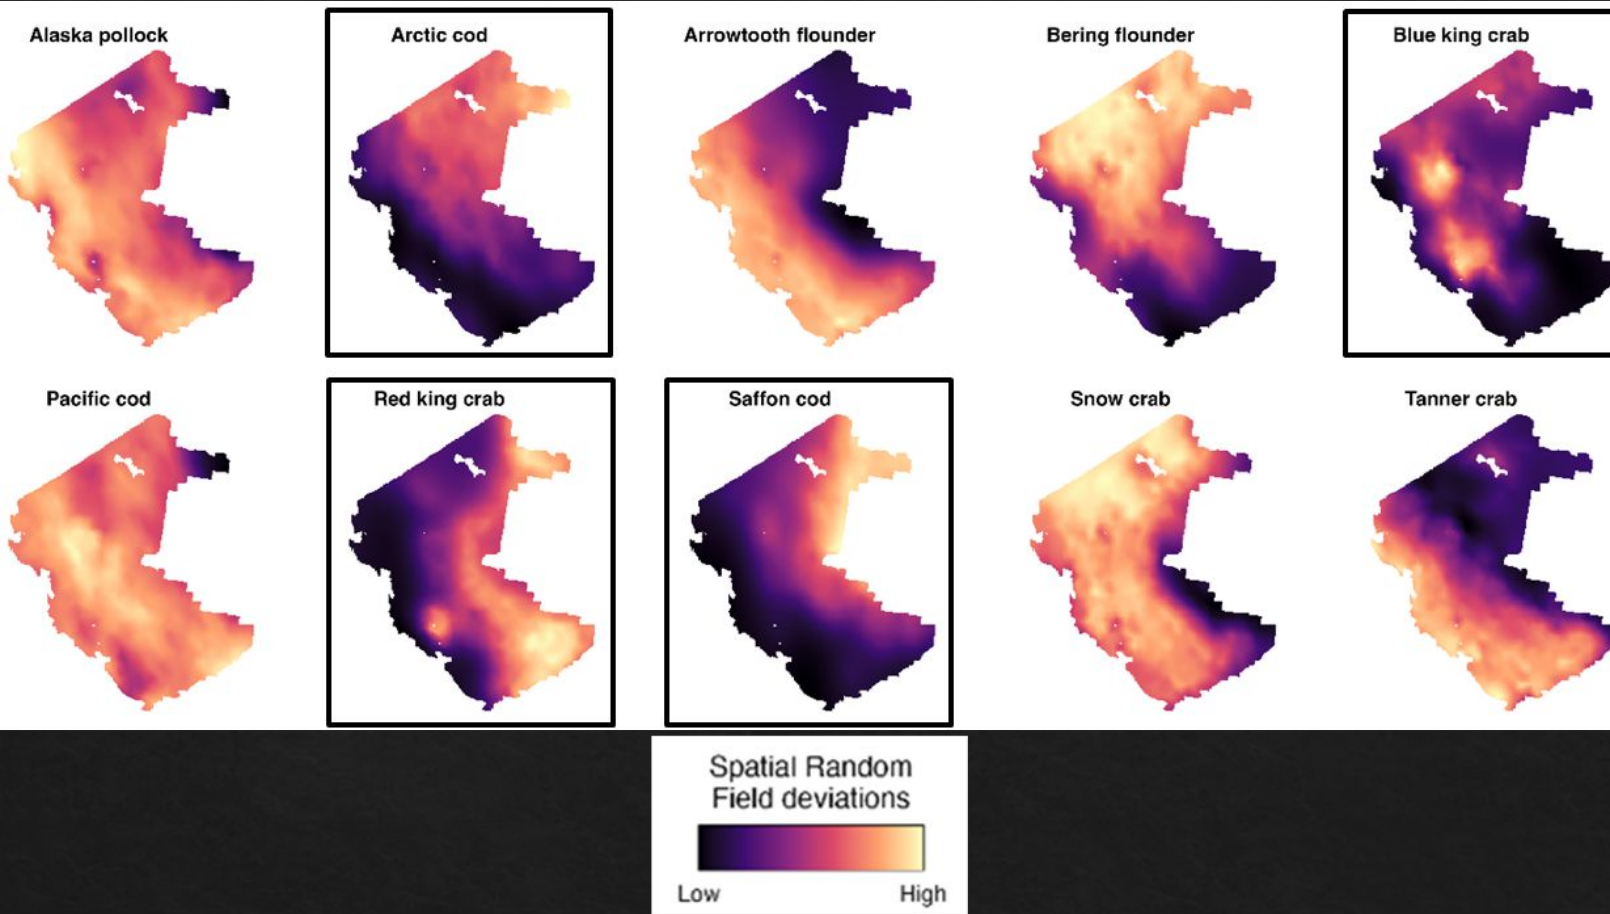 Alaska pollock
Arctic cod
Arrowtooth flounder
Bering flounder
Blue king crab
Pacific cod
Red king crab
Saffon cod
Snow crab
Tanner crab
Spatial Random
Field deviations
Low
High